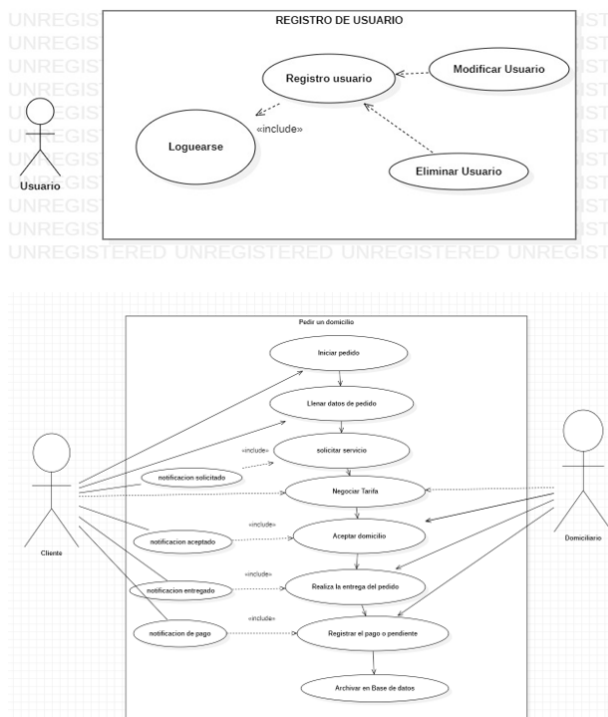 REGISTRO DE USUARIO
Registro usuario
Modificar Usuario
«include»
Loguearse
Eliminar Usuario
Usuario
UNREGISTERED UNREGISTERED UNREGIST
Pedir un domicilio
Iniciar pedido
Llenar datos de pedido
«include»
solicitar servicio
notificacion solicitado
Negociar Tarifa
«include»
Aceptar domicilio
notificacion aceptado
Cliente
Domiciliario
«include»
Realiza la entrega del pedido
notificacion entregado
«include»
notificacion de pago
Registrar el pago o pendiente
Archivar en Base de datos